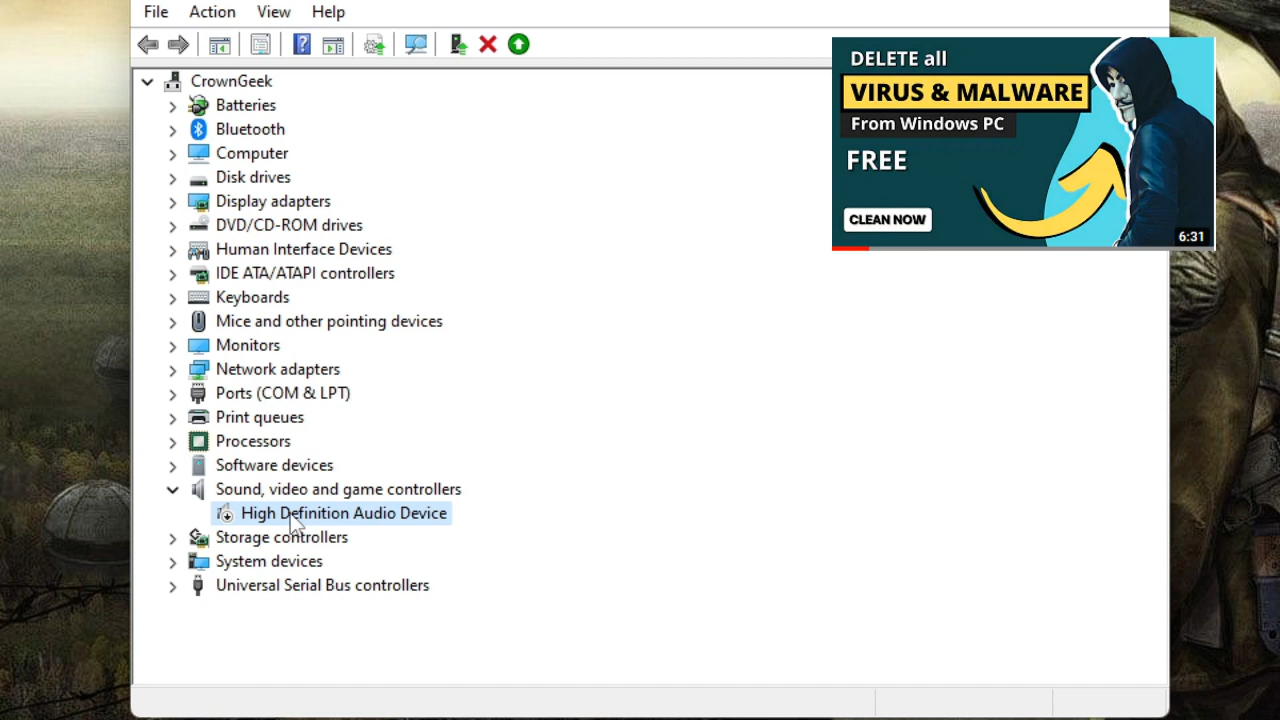 File Action View Help
CrownGeek
Batteries
Bluetooth
Computer
Disk drives
Display adapters
DVD/CD-ROM drives
Human Interface Devices
IDE ATA/ATAPI controllers
Keyboards
Mice and other pointing devices
Monitors
Network adapters
Ports (COM & LPT)
Print queues
Processors
Software devices
Sound, video and game controllers
High Definition Audio Device
Storage controllers
System devices
Universal Serial Bus controllers
DELETE all
VIRUS & MALWARE
From Windows PC
FREE
CLEAN NOW
6:31